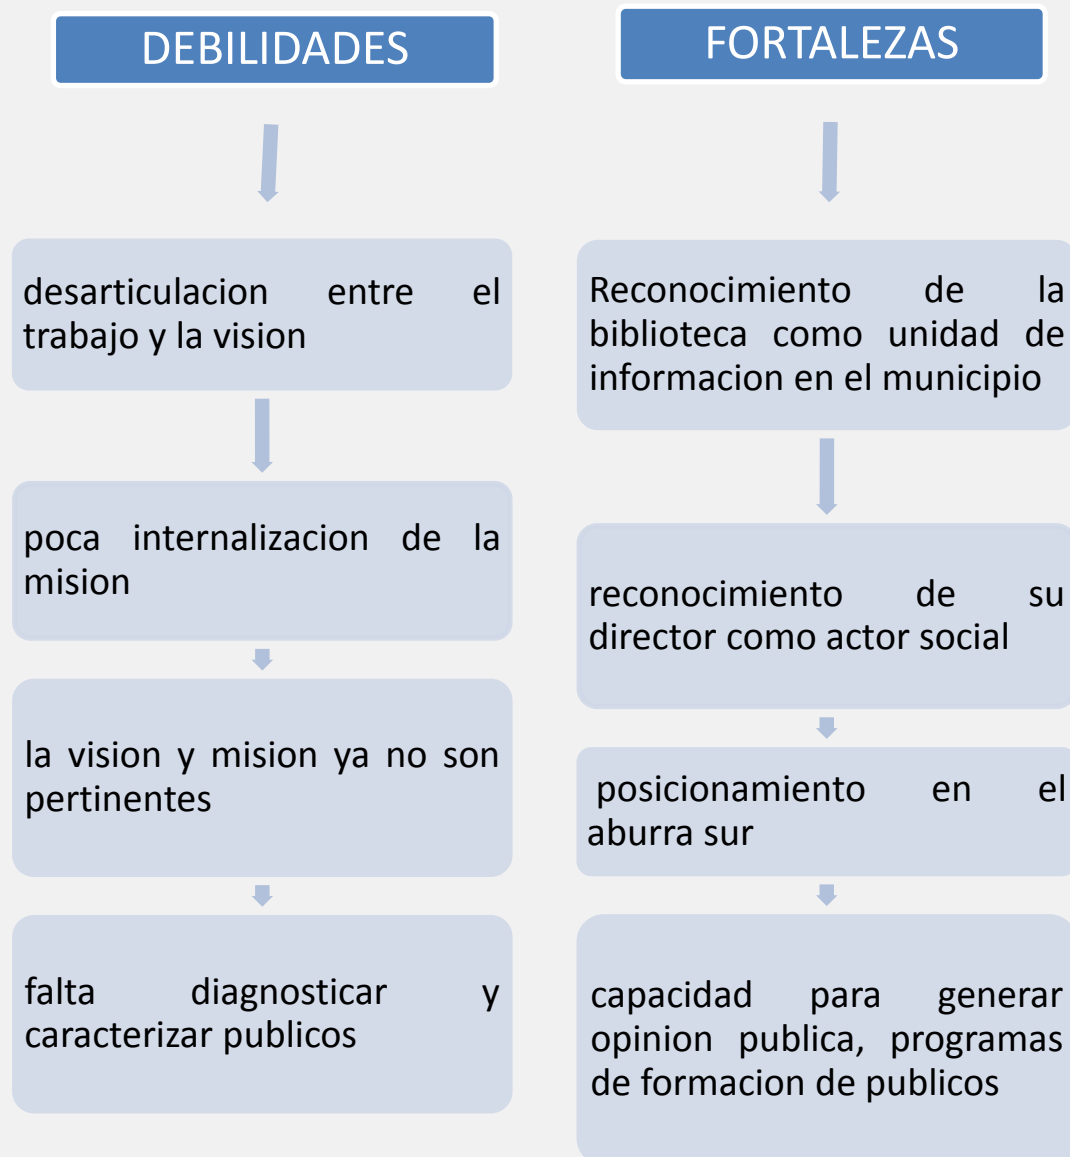 DEBILIDADES
desarticulacion entre el
trabajo y la vision
poca internalizacion de la
mision
la vision y mision ya no son
pertinentes
falta diagnosticar y
caracterizar publicos
FORTALEZAS
Reconocimiento de la
biblioteca como unidad de
informacion en el municipio
reconocimiento de su
director como actor social
posicionamiento en el
aburra sur
capacidad para generar
opinion publica, programas
de formacion de publicos